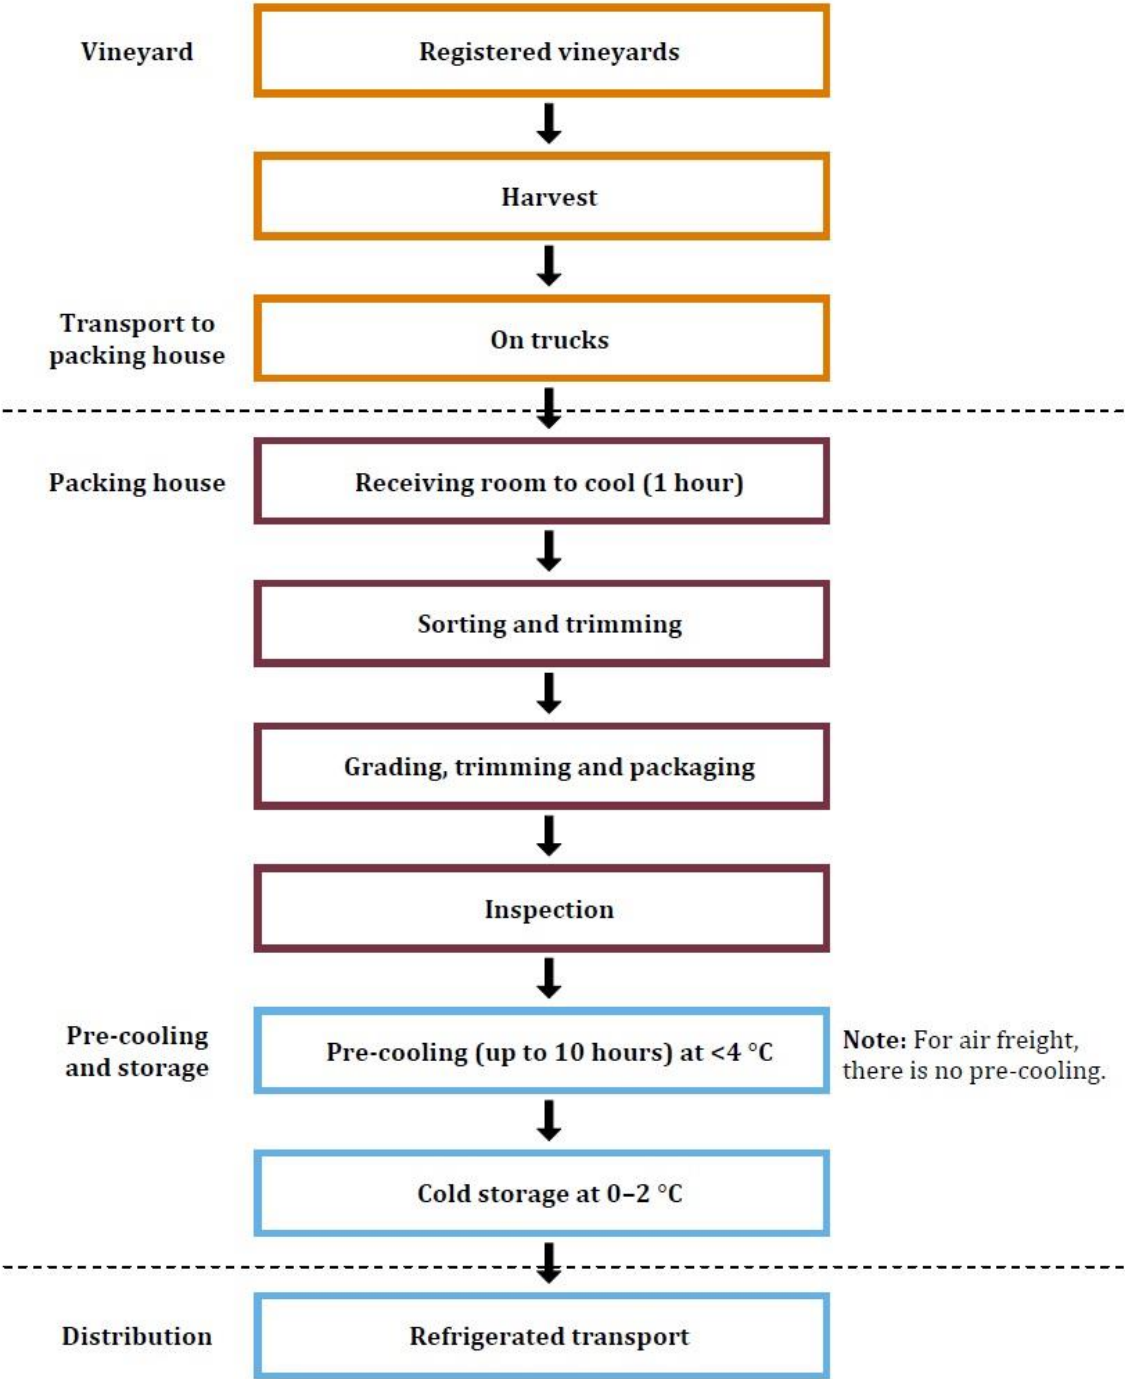 Vineyard
Registered vineyards
Harvest
Transport to
packing house
On trucks
Packing house
Receiving room to cool (1 hour)
Sorting and trimming
Grading, trimming and packaging
Inspection
Pre-cooling
and storage
Pre-cooling (up to 10 hours) at <4 °C
Note: For air freight,
there is no pre-cooling.
Cold storage at 0–2 °C
Distribution
Refrigerated transport